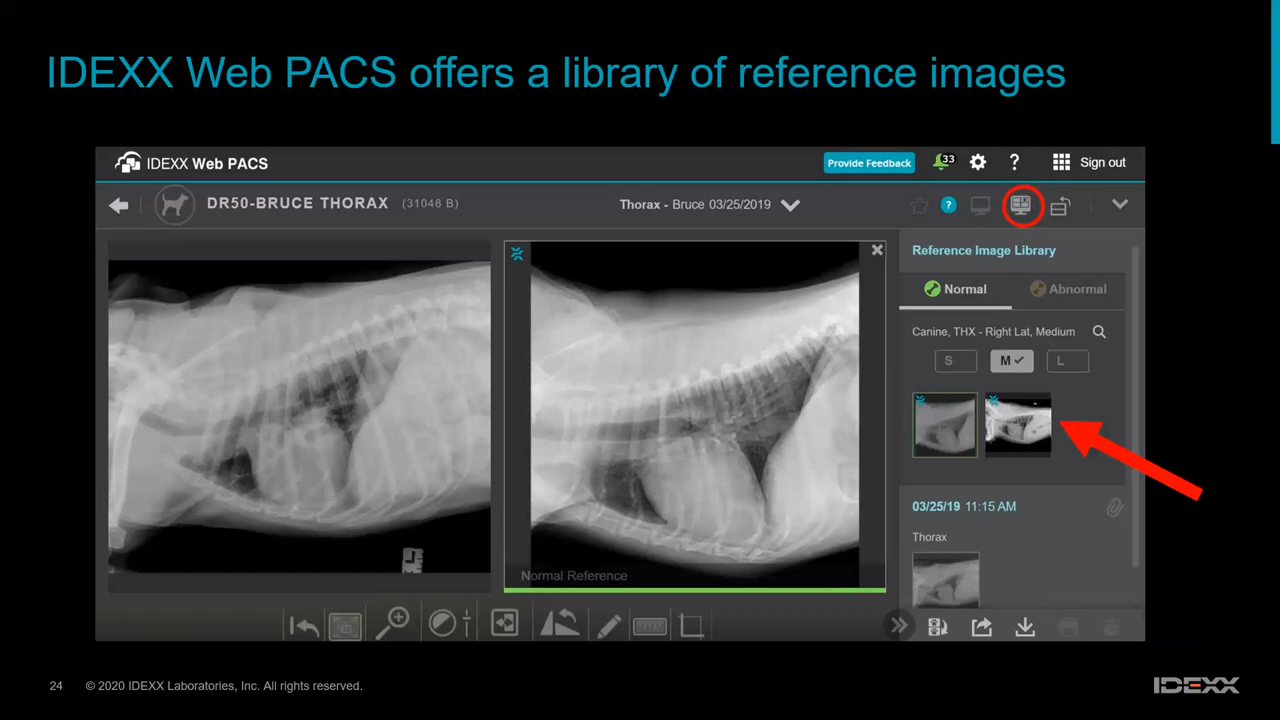 IDEXX Web PACS offers a library of reference images
IDEXX Web PACS
Provide Feedback
33
?
Sign out
DR50-BRUCE THORAX (31048 B)
Thorax - Bruce 03/25/2019
?
Reference Image Library
Normal
Abnormal
Canine, THX - Right Lat, Medium
S
M
L
03/25/19 11:15 AM
Thorax
Normal Reference
24
© 2020 IDEXX Laboratories, Inc. All rights reserved.
IDEXX